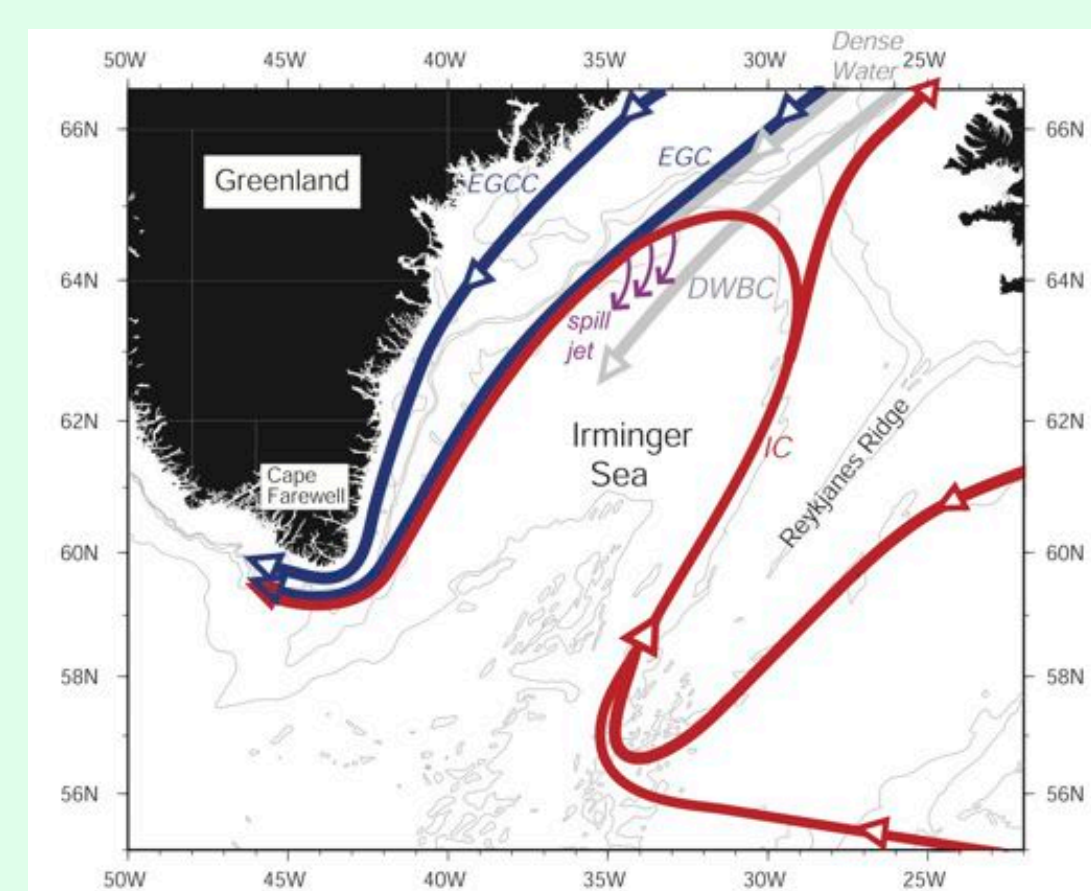 Dense
Water
50W 45W 40W 35W 30W 25W
66N 66N
EGC
EGCC
Greenland
64N 64N
DWBC
spill
jet
62N 62N
Irminger
Sea
IC
Reykjanes Ridge
Cape
Farewell
60N 60N
58N 58N
56N 56N
50W 45W 40W 35W 30W 25W